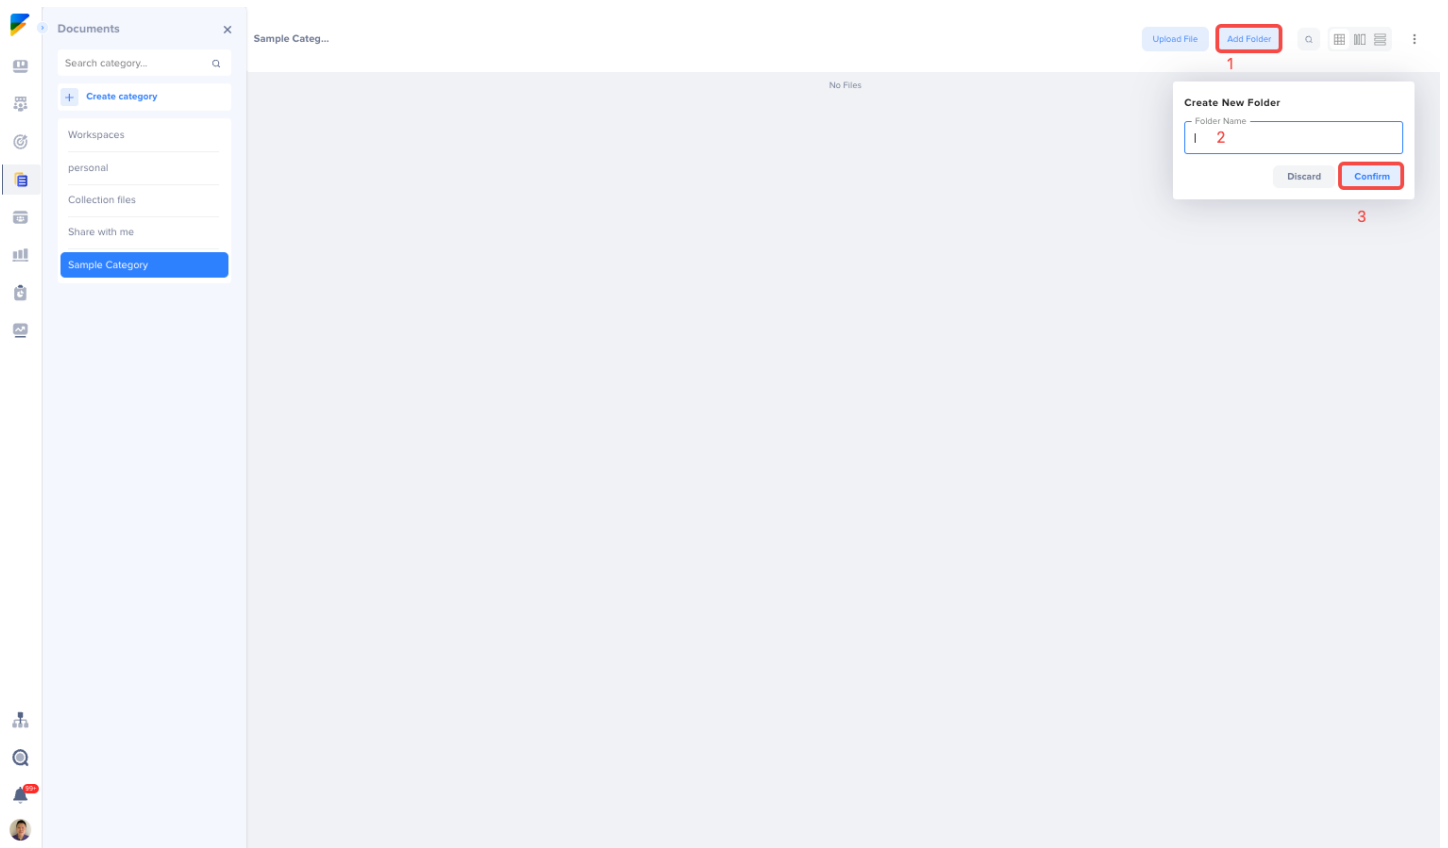 Documents
Search category...
Create category
Workspaces
personal
Collection files
Share with me
Sample Category
99+
Sample Categ...
Upload File
Add Folder
1
No Files
Create New Folder
Folder Name
2
Discard
Confirm
3